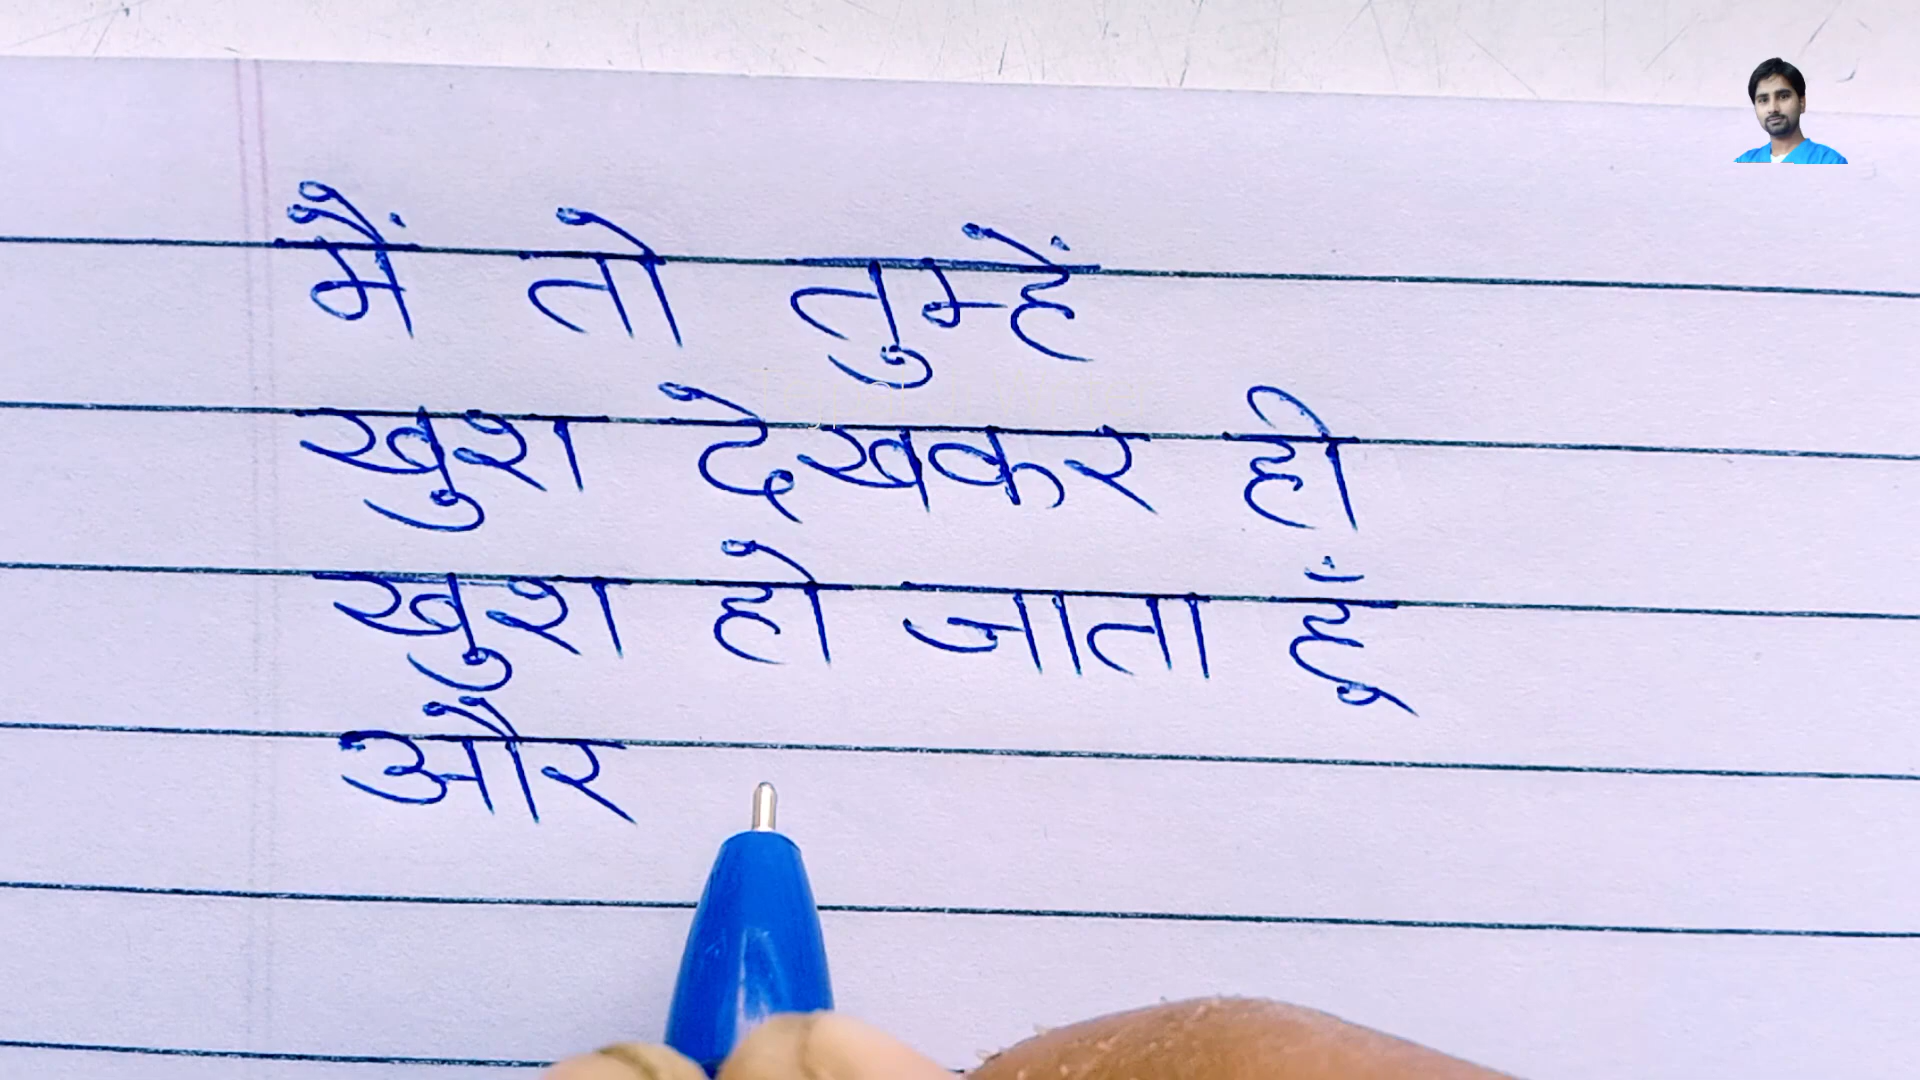 मैं तो तुम्हें
खुश देखकर ही
खुश हो जाता हूँ
और